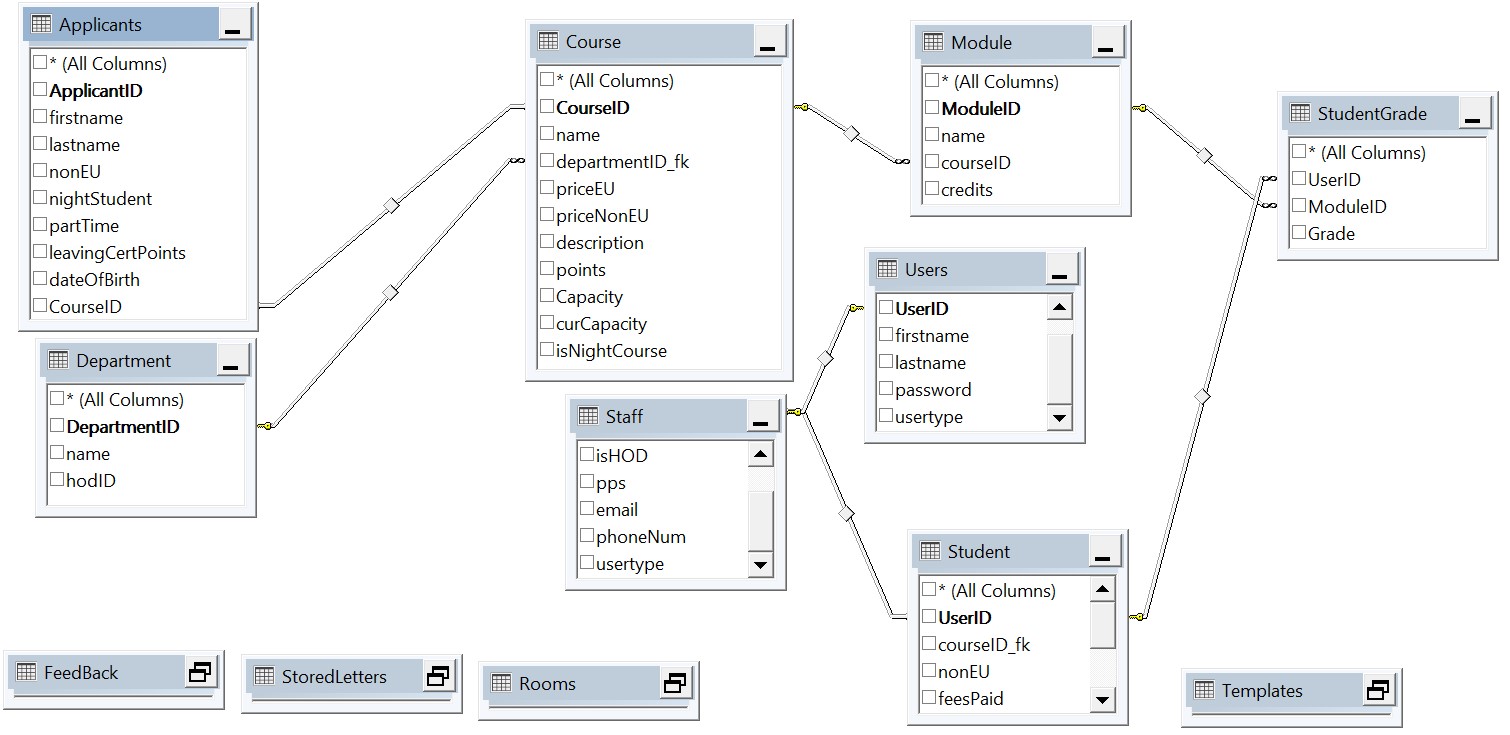 Applicants
* (All Columns)
ApplicantID
firstname
lastname
nonEU
nightStudent
partTime
leavingCertPoints
dateOfBirth
CourseID
Course
* (All Columns)
CourseID
name
departmentID_fk
priceEU
priceNonEU
description
points
Capacity
curCapacity
isNightCourse
Module
* (All Columns)
ModuleID
name
courseID
credits
StudentGrade
* (All Columns)
UserID
ModuleID
Grade
Department
* (All Columns)
DepartmentID
name
hodID
Users
UserID
firstname
lastname
password
usertype
Staff
isHOD
pps
email
phoneNum
usertype
Student
* (All Columns)
UserID
courseID_fk
nonEU
feesPaid
FeedBack
StoredLetters
Rooms
Templates